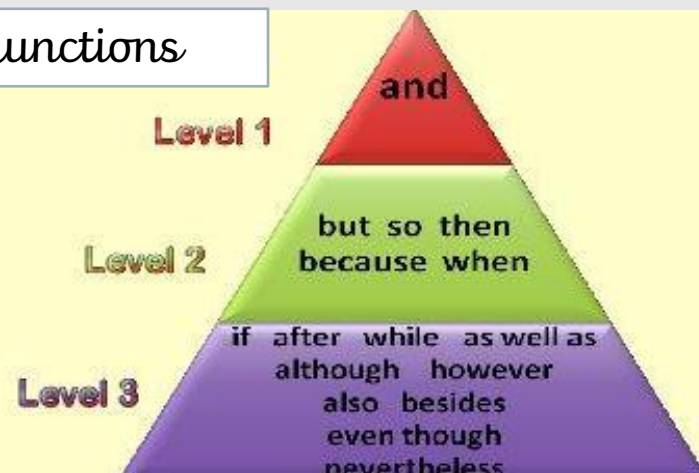 unctions
and
Level 1
but so then
because when
Level 2
if after while as well as
although however
Level 3
also besides
even though
nevertheless